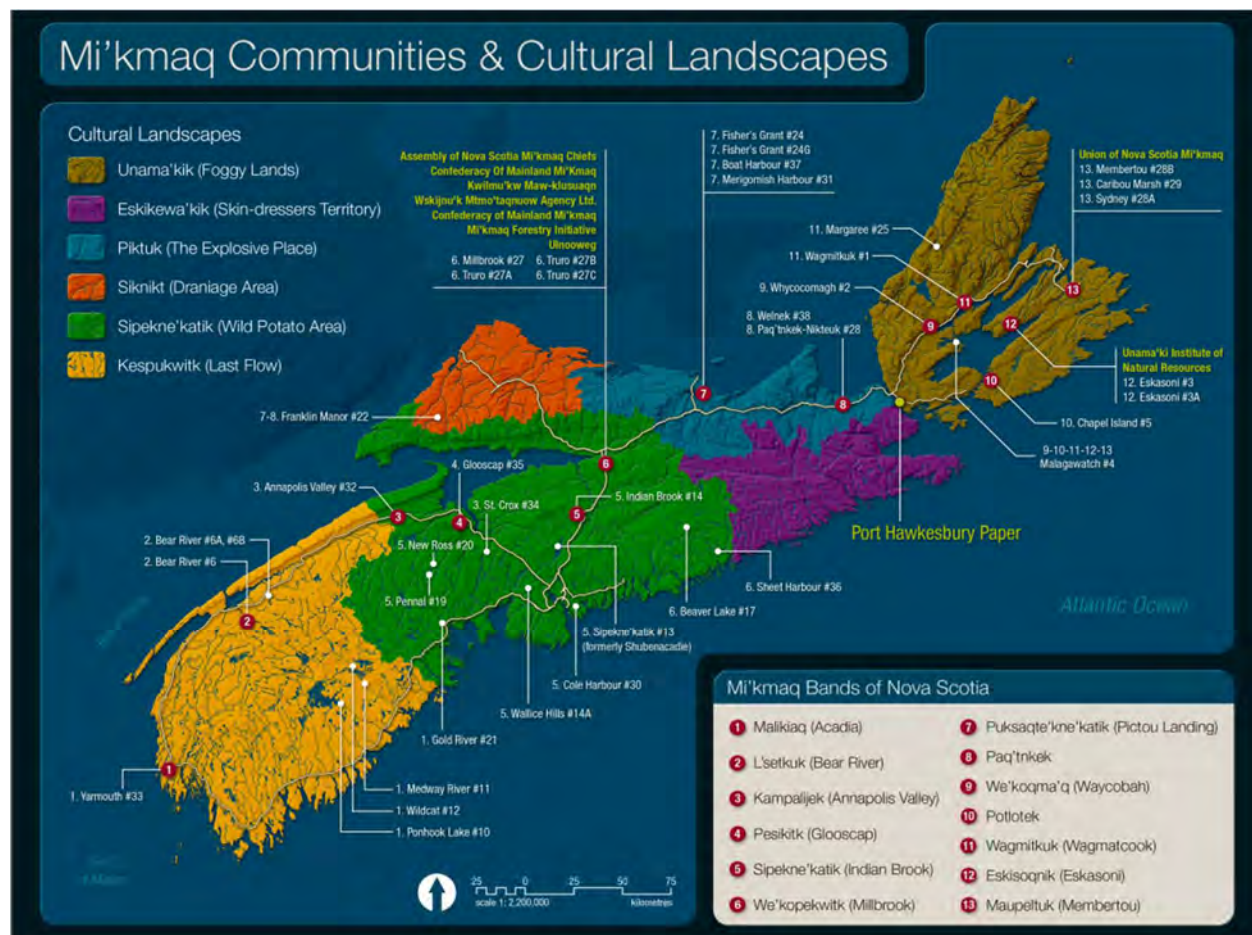 Mi'kmaq Communities & Cultural Landscapes
Cultural Landscapes
Unama'kik (Foggy Lands)
Eskikewa'kik (Skin-dressers Territory)
Piktuk (The Explosive Place)
Siknikt (Draniage Area)
Sipekne'katik (Wild Potato Area)
Kespukwitk (Last Flow)
Assembly of Nova Scotia Mi'kmaq Chiefs
Confederacy Of Mainland Mi'Kmaq
Kwilmu'kw Maw-klusuaqn
Wskijnu'k Mtmo'taqnuow Agency Ltd.
Confederacy of Mainland Mi'kmaq
Mi'kmaq Forestry Initiative
Ulnooweg
6. Millbrook #27 6. Truro #27B
6. Truro #27A 6. Truro #27C
7. Fisher's Grant #24
7. Fisher's Grant #24G
7. Boat Harbour #37
7. Merigomish Harbour #31
Union of Nova Scotia Mi'kmaq
13. Membertou #28B
13. Caribou Marsh #29
13. Sydney #28A
11. Margaree #25
11. Wagmitkuk #1
9. Whycocomagh #2
8. Welnek #38
8. Paq'tnkek-Nikteuk #28
13
11
9
12
Unama'ki Institute of
Natural Resources
12. Eskasoni #3
12. Eskasoni #3A
10
7
8
10. Chapel Island #5
7-8. Franklin Manor #22
9-10-11-12-13
Malagawatch #4
6
4. Glooscap #35
3. Annapolis Valley #32
3. St. Crox #34
5. Indian Brook #14
3
4
5
Port Hawkesbury Paper
2. Bear River #6A, #6B
5. New Ross #20
2. Bear River #6
5. Pennal #19
6. Sheet Harbour #36
6. Beaver Lake #17
Atlantic Ocean
2
5. Sipekne'katik #13
(formerly Shubenacadie)
5. Cole Harbour #30
5. Wallice Hills #14A
1. Gold River #21
1
1. Yarmouth #33
1. Medway River #11
1. Wildcat #12
1. Ponhook Lake #10
25 0 25 50 75
scale 1: 2,200,000 kilometres
Mi'kmaq Bands of Nova Scotia
1 Malikiaq (Acadia)
2 L'setkuk (Bear River)
3 Kampalijek (Annapolis Valley)
4 Pesikitk (Glooscap)
5 Sipekne'katik (Indian Brook)
6 We'kopekwitk (Millbrook)
7 Puksaqte'kne'katik (Pictou Landing)
8 Paq'tnkek
9 We'koqma'q (Waycobah)
10 Potlotek
11 Wagmitkuk (Wagmatcook)
12 Eskisoqnik (Eskasoni)
13 Maupeltuk (Membertou)